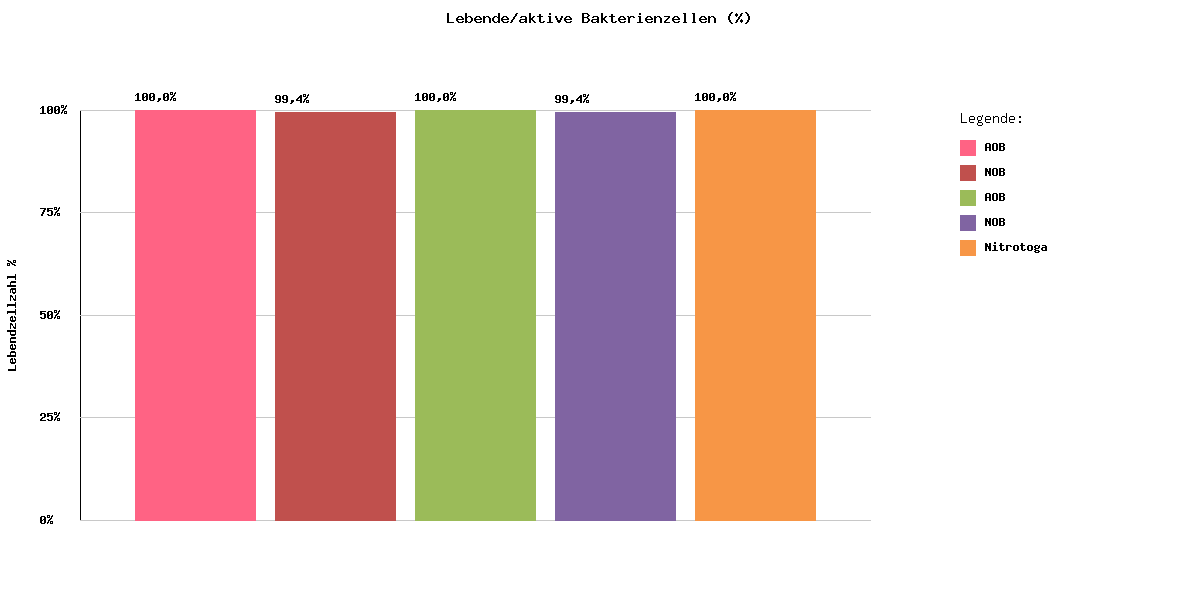 Lebende/aktive Bakterienzellen (%)
100,0%
99,4%
100,0%
99,4%
100,0%
100%
75%
50%
25%
0%
Lebendzellzahl %
Legende:
AOB
NOB
AOB
NOB
Nitrotoga